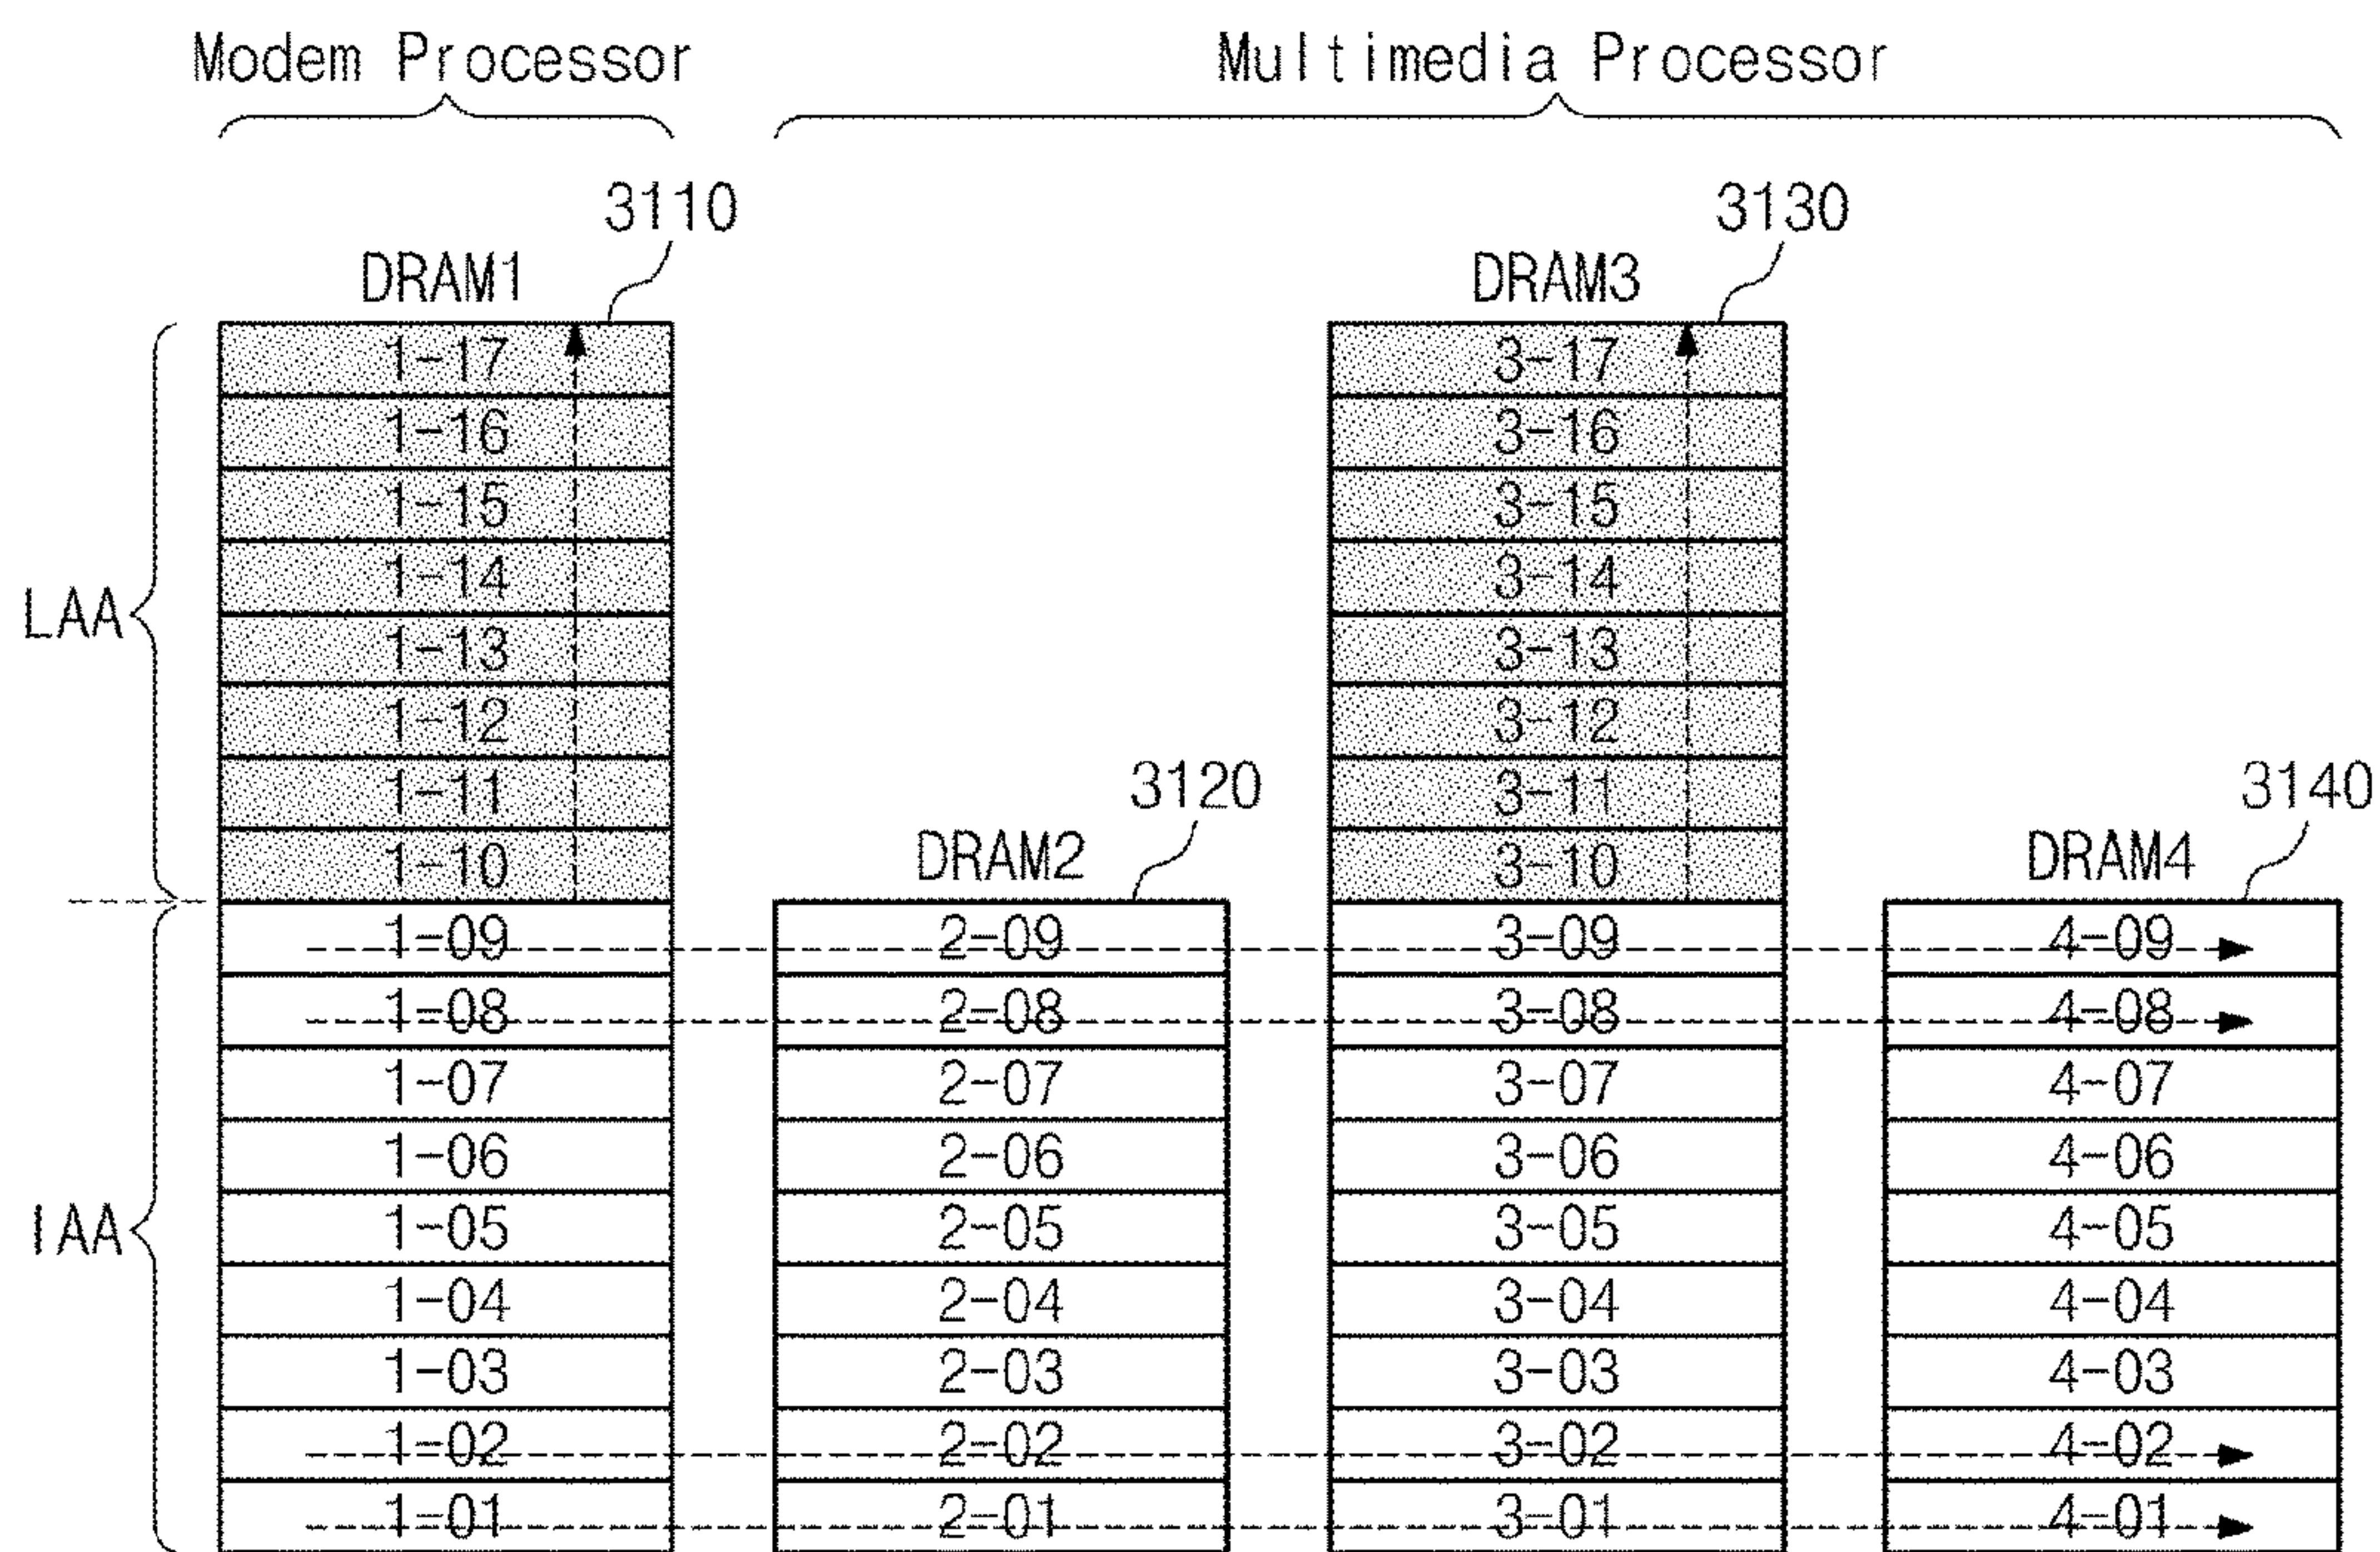 Modem Processor Multimedia Processor
3110 3130
DRAM1 DRAM3
1-17 3-17
1-16 3-16
1-15 3-15
1-14 3-14
LAA 1-13 3-13
1-12 3-12
1-11 3-11
3120 3140
1-10 DRAM2 3-10 DRAM4
1-09 2-09 3-09 4-09
1-08 2-08 3-08 4-08
1-07 2-07 3-07 4-07
1-06 2-06 3-06 4-06
IAA 1-05 2-05 3-05 4-05
1-04 2-04 3-04 4-04
1-03 2-03 3-03 4-03
1-02 2-02 3-02 4-02
1-01 2-01 3-01 4-01